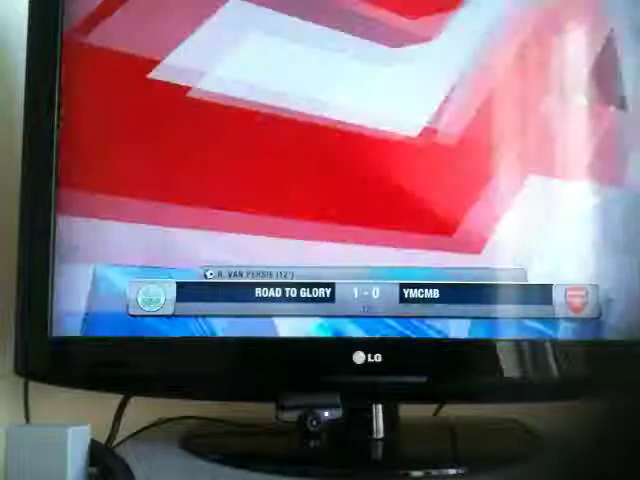 R. VAN PERSIE (12')
ROAD TO GLORY 1 - 0 YMCMB
LG